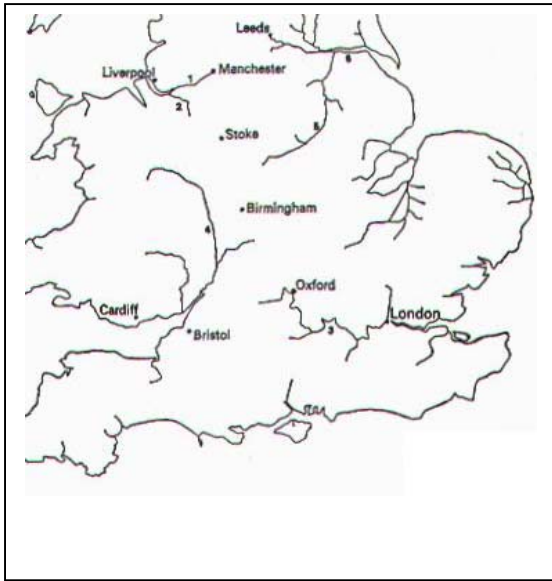 Leeds
6
Liverpool
1
Manchester
2
Stoke
5
Birmingham
4
Oxford
Cardiff
London
3
Bristol